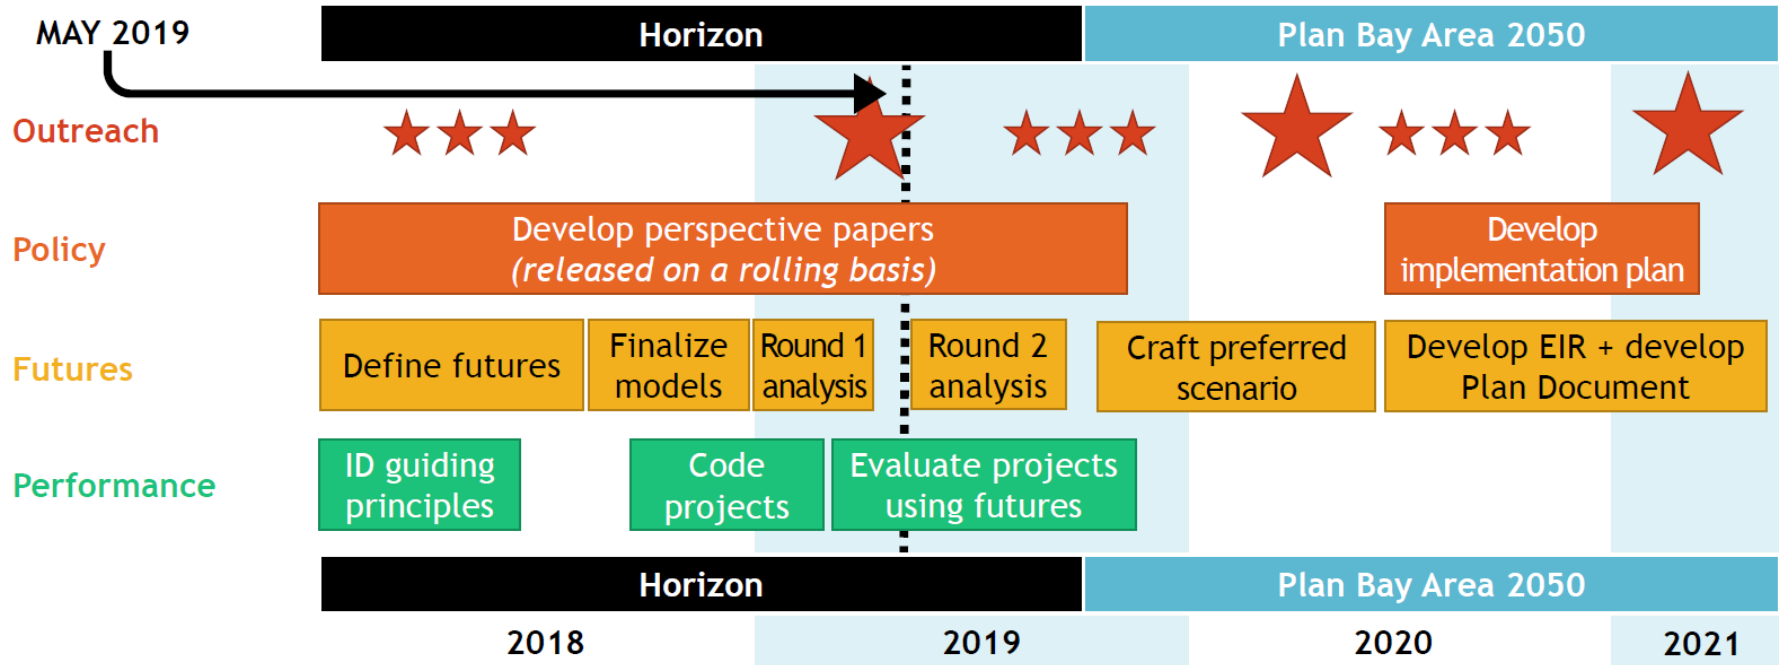 MAY 2019
Horizon
Plan Bay Area 2050
Outreach
Policy
Develop perspective papers
(released on a rolling basis)
Develop
implementation plan
Futures
Define futures
Finalize
models
Round 1
analysis
Round 2
analysis
Craft preferred
scenario
Develop EIR + develop
Plan Document
Performance
ID guiding
principles
Code
projects
Evaluate projects
using futures
Horizon
Plan Bay Area 2050
2018
2019
2020
2021